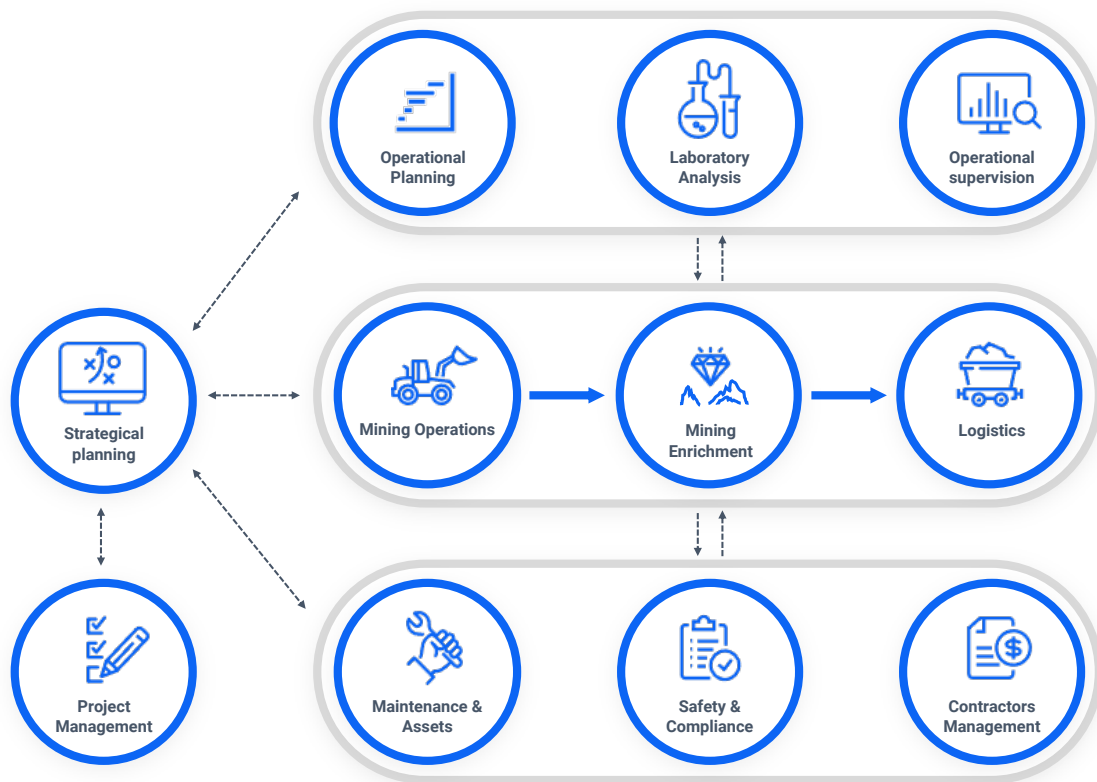 Operational
Planning
Laboratory
Analysis
Operational
supervision
Strategical
planning
Mining Operations
Mining
Enrichment
Logistics
Project
Management
Maintenance &
Assets
Safety &
Compliance
Contractors
Management